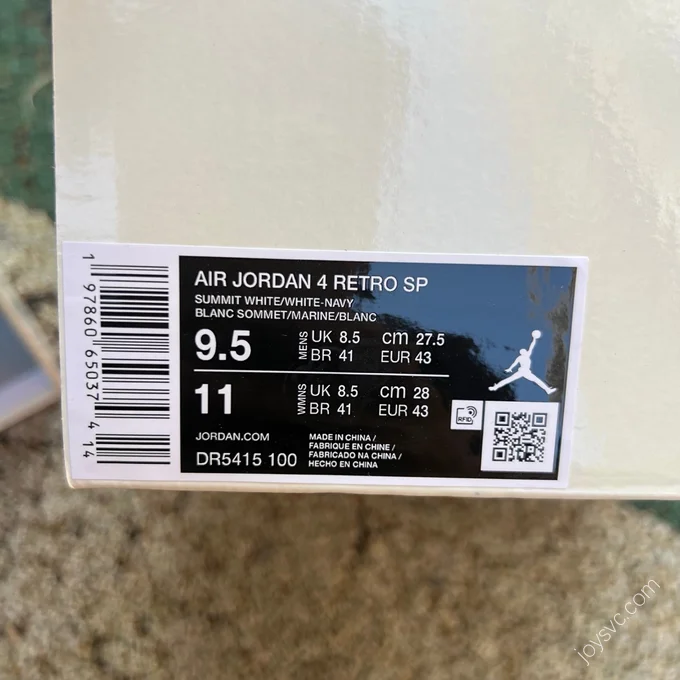 AIR JORDAN 4 RETRO SP
SUMMIT WHITE/WHITE-NAVY
BLANC SOMMET/MARINE/BLANC
9.5 MENS UK 8.5 cm 27.5
BR 41 EUR 43
11 WMNS UK 8.5 cm 28
BR 41 EUR 43
RFID
JORDAN.COM
DR5415 100
MADE IN CHINA /
FABRIQUE EN CHINE /
FABRICADO NA CHINA /
HECHO EN CHINA
1 97860 65037 4 14
joysvc.com